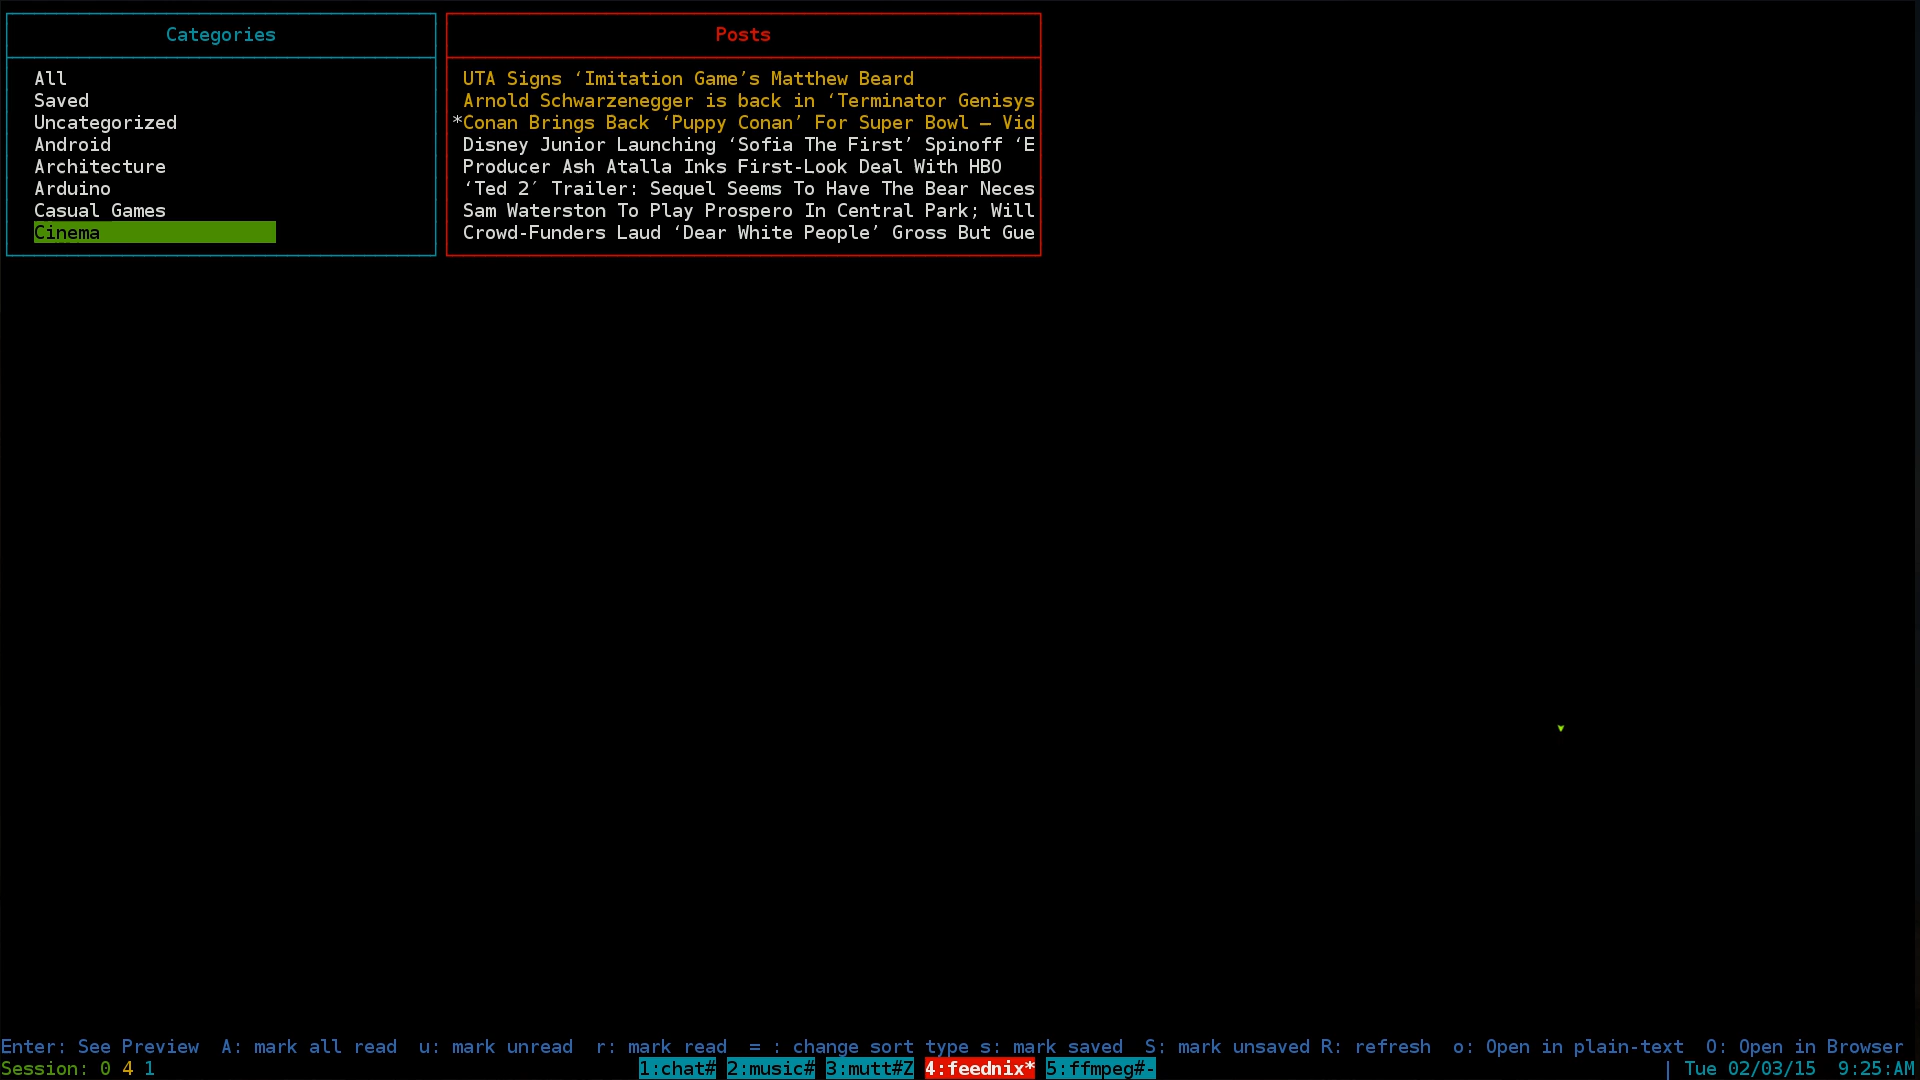 Categories
All
Saved
Uncategorized
Android
Architecture
Arduino
Casual Games
Cinema
Posts
UTA Signs ‘Imitation Game’s Matthew Beard
Arnold Schwarzenegger is back in ‘Terminator Genisys
*Conan Brings Back ‘Puppy Conan’ For Super Bowl – Vid
Disney Junior Launching ‘Sofia The First’ Spinoff ‘E
Producer Ash Atalla Inks First-Look Deal With HBO
‘Ted 2′ Trailer: Sequel Seems To Have The Bear Neces
Sam Waterston To Play Prospero In Central Park; Will
Crowd-Funders Laud ‘Dear White People’ Gross But Gue
Enter: See Preview  A: mark all read  u: mark unread  r: mark read  = : change sort type s: mark saved  S: mark unsaved R: refresh  o: Open in plain-text  O: Open in Browser
Session: 0 4 1 1:chat# 2:music# 3:mutt#Z 4:feednix* 5:ffmpeg#- | Tue 02/03/15  9:25:AM